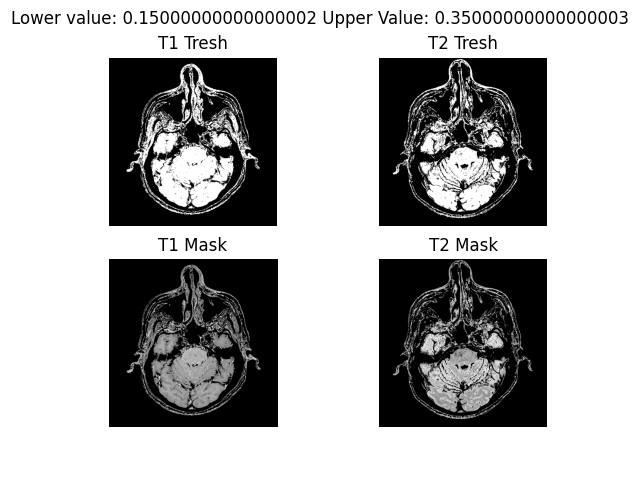 Lower value: 0.15000000000000002 Upper Value: 0.35000000000000003
T1 Tresh
T2 Tresh
T1 Mask
T2 Mask